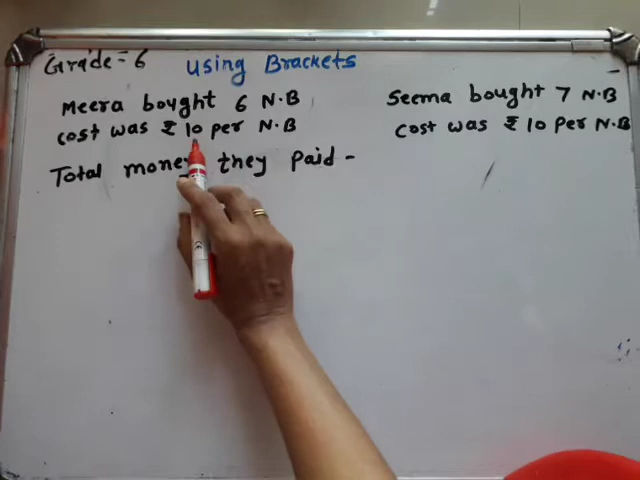 Grade-6 Using Brackets
Meera bought 6 N.B
cost was ₹ 10 per N.B
Total money they paid -
Seema bought 7 N.B
cost was ₹ 10 per N.B